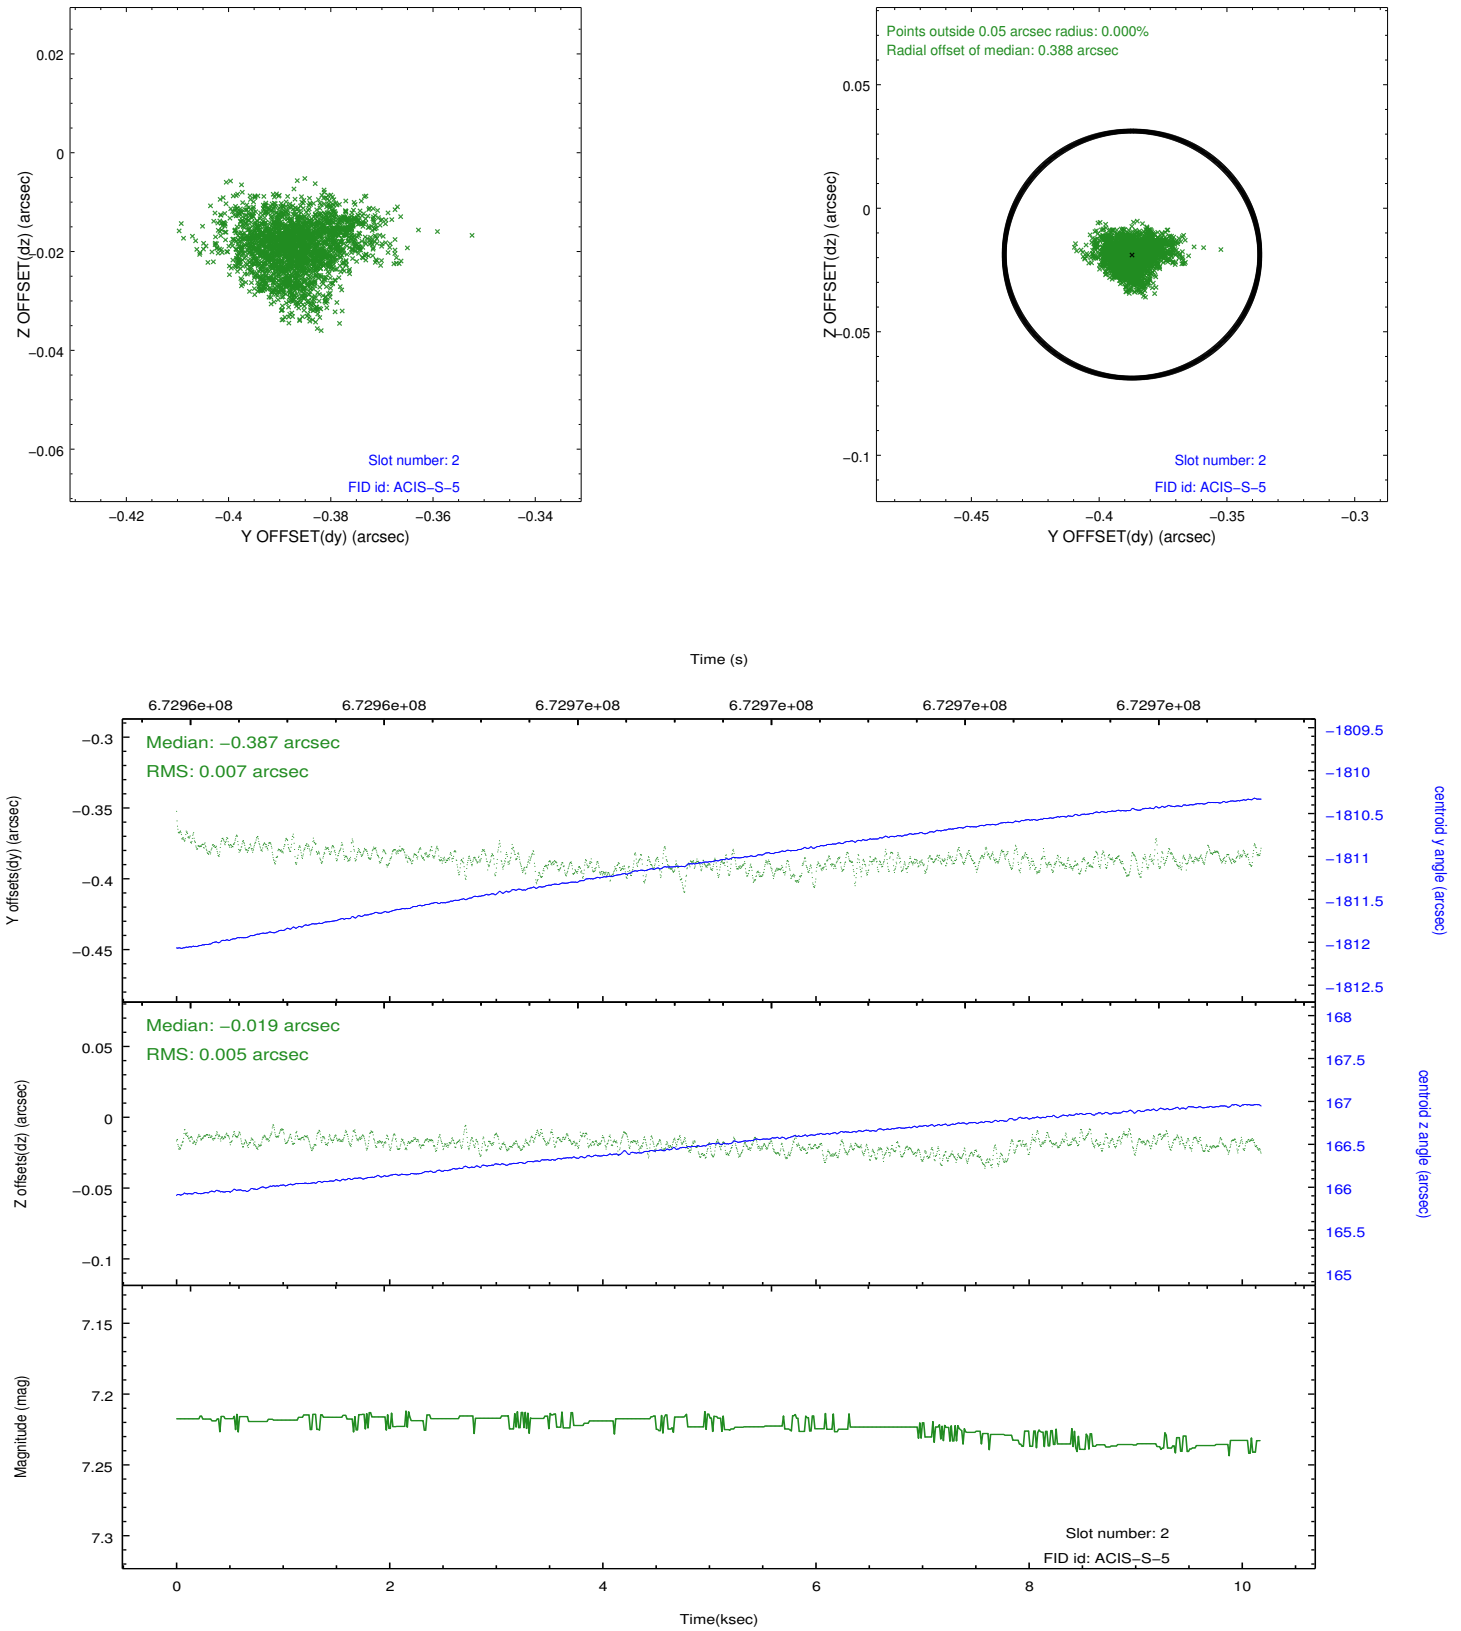 Points outside 0.05 arcsec radius: 0.000%
Radial offset of median: 0.388 arcsec
0.02
0
−0.02
−0.04
−0.06
Z OFFSET(dz) (arcsec)
Slot number: 2
FID id: ACIS−S−5
−0.42
−0.4
−0.38
−0.36
−0.34
Y OFFSET(dy) (arcsec)
0.05
0
−0.05
−0.1
Z OFFSET(dz) (arcsec)
Slot number: 2
FID id: ACIS−S−5
−0.45
−0.4
−0.35
−0.3
Y OFFSET(dy) (arcsec)
Time (s)
6.7296e+08
6.7296e+08
6.7297e+08
6.7297e+08
6.7297e+08
6.7297e+08
Median: −0.387 arcsec
RMS: 0.007 arcsec
−0.3
−0.35
−0.4
−0.45
Y offsets(dy) (arcsec)
−1809.5
−1810
−1810.5
−1811
−1811.5
−1812
−1812.5
centroid y angle (arcsec)
Median: −0.019 arcsec
RMS: 0.005 arcsec
0.05
0
−0.05
−0.1
Z offsets(dz) (arcsec)
168
167.5
167
166.5
166
165.5
165
centroid z angle (arcsec)
7.15
7.2
7.25
7.3
Magnitude (mag)
Slot number: 2
FID id: ACIS−S−5
0
2
4
6
8
10
Time(ksec)